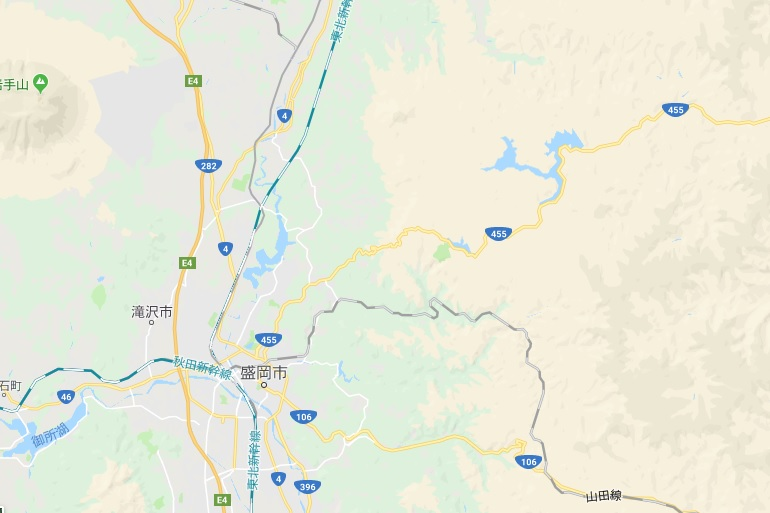 東北新幹
E4
岩手山
455
4
282
455
4
E4
滝沢市
455
秋田新幹線
盛岡市
石町
46
106
御所湖
東北新幹線
106
4
396
山田線
E4